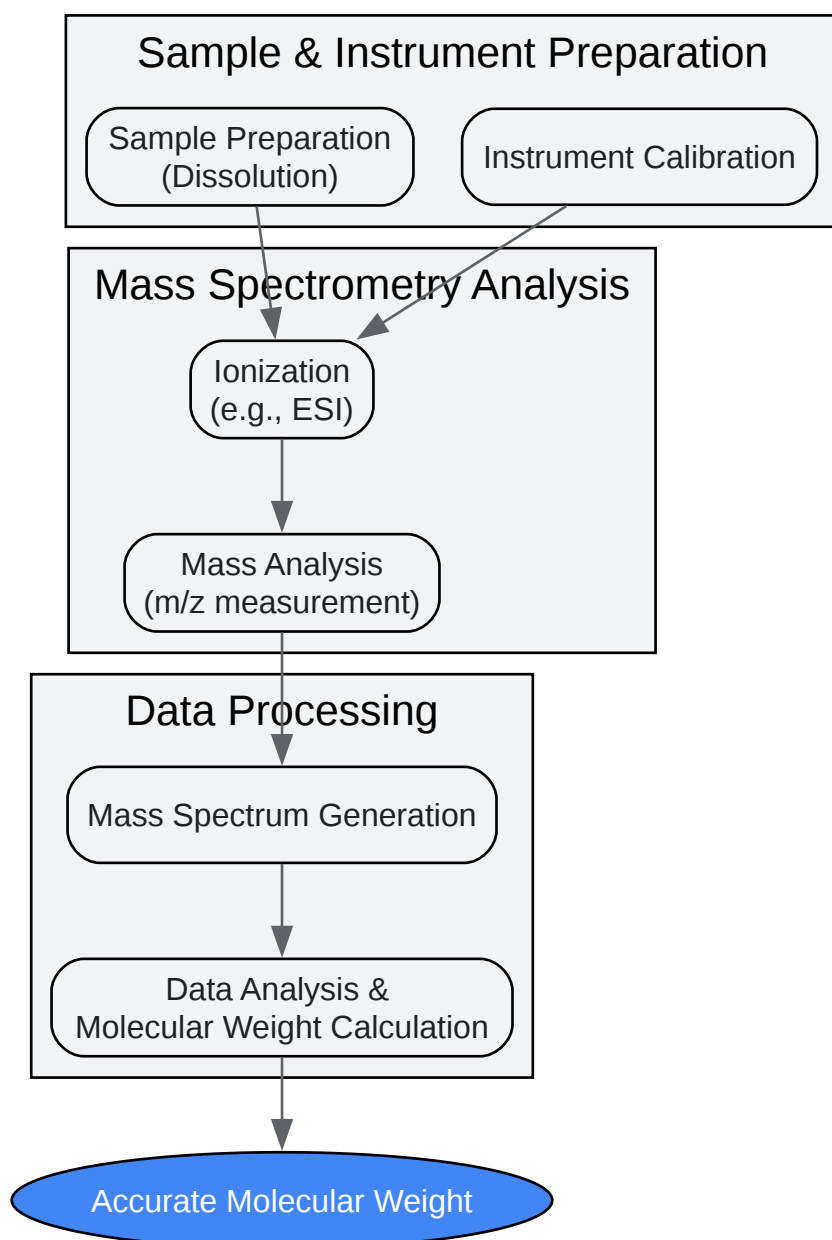 Sample & Instrument Preparation
Sample Preparation
(Dissolution)
Instrument Calibration
Mass Spectrometry Analysis
Ionization
(e.g., ESI)
Mass Analysis
(m/z measurement)
Data Processing
Mass Spectrum Generation
Data Analysis &
Molecular Weight Calculation
Accurate Molecular Weight